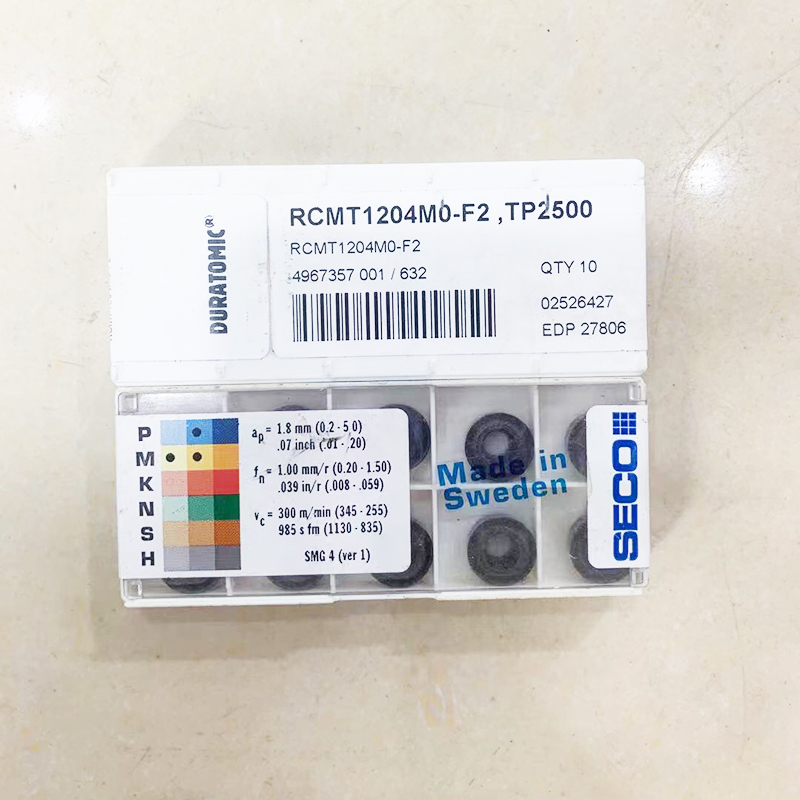 DURATOMIC(R)
RCMT1204M0-F2 ,TP2500
RCMT1204M0-F2
4967357 001 / 632
QTY 10
02526427
EDP 27806
P
M
K
N
S
H
ap = 1.8 mm (0.2 - 5.0)
.07 inch (.01 - .20)
fn = 1.00 mm/r (0.20 - 1.50)
.039 in/r (.008 - .059)
vc = 300 m/min (345 - 255)
985 s fm (1130 - 835)
SMG 4 (ver 1)
Made in
Sweden
SECO